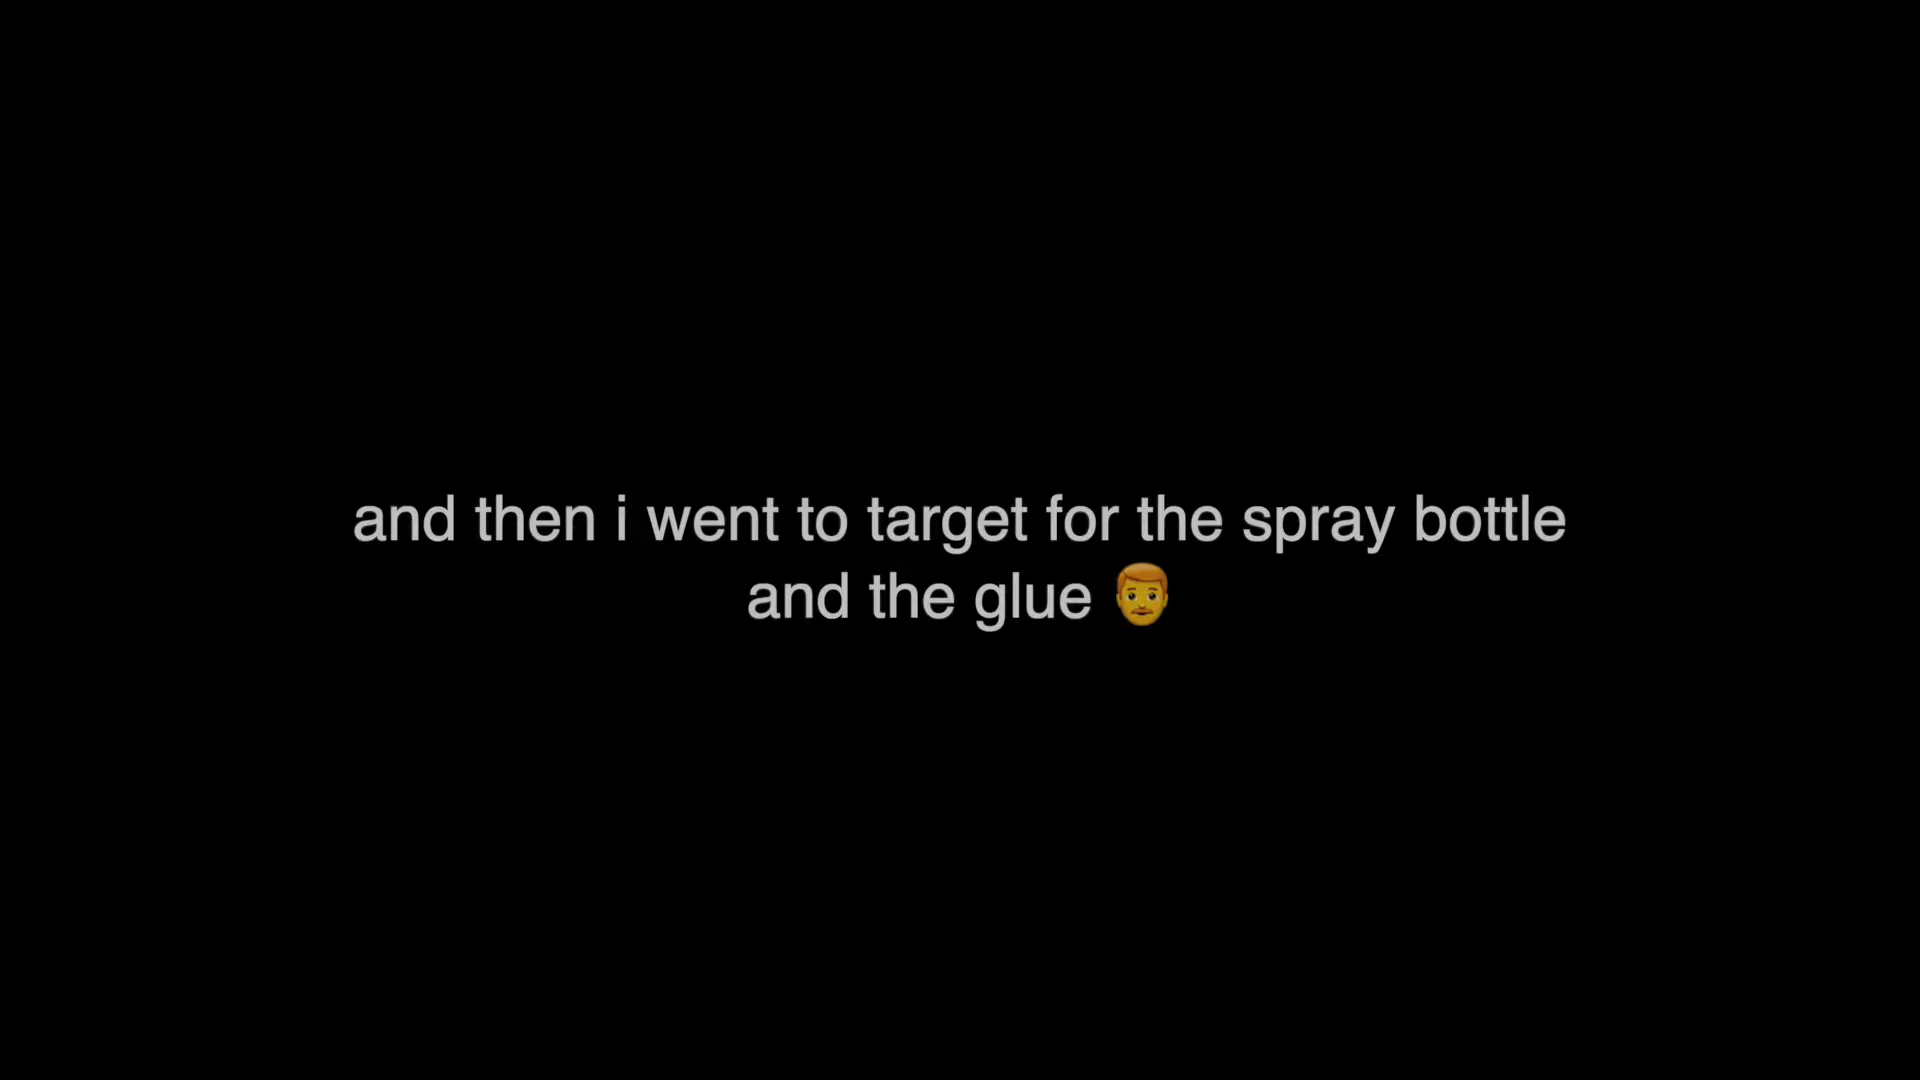 and then i went to target for the spray bottle
and the glue 👨